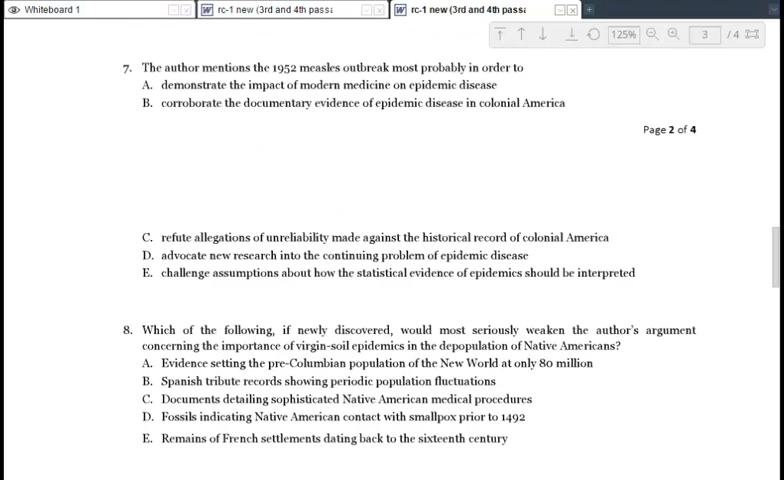 Whiteboard 1
rc-1 new (3rd and 4th passa
rc-1 new (3rd and 4th passa
125%
3
/ 4
7. The author mentions the 1952 measles outbreak most probably in order to
A. demonstrate the impact of modern medicine on epidemic disease
B. corroborate the documentary evidence of epidemic disease in colonial America
Page 2 of 4
C. refute allegations of unreliability made against the historical record of colonial America
D. advocate new research into the continuing problem of epidemic disease
E. challenge assumptions about how the statistical evidence of epidemics should be interpreted
8. Which of the following, if newly discovered, would most seriously weaken the author's argument
concerning the importance of virgin-soil epidemics in the depopulation of Native Americans?
A. Evidence setting the pre-Columbian population of the New World at only 80 million
B. Spanish tribute records showing periodic population fluctuations
C. Documents detailing sophisticated Native American medical procedures
D. Fossils indicating Native American contact with smallpox prior to 1492
E. Remains of French settlements dating back to the sixteenth century